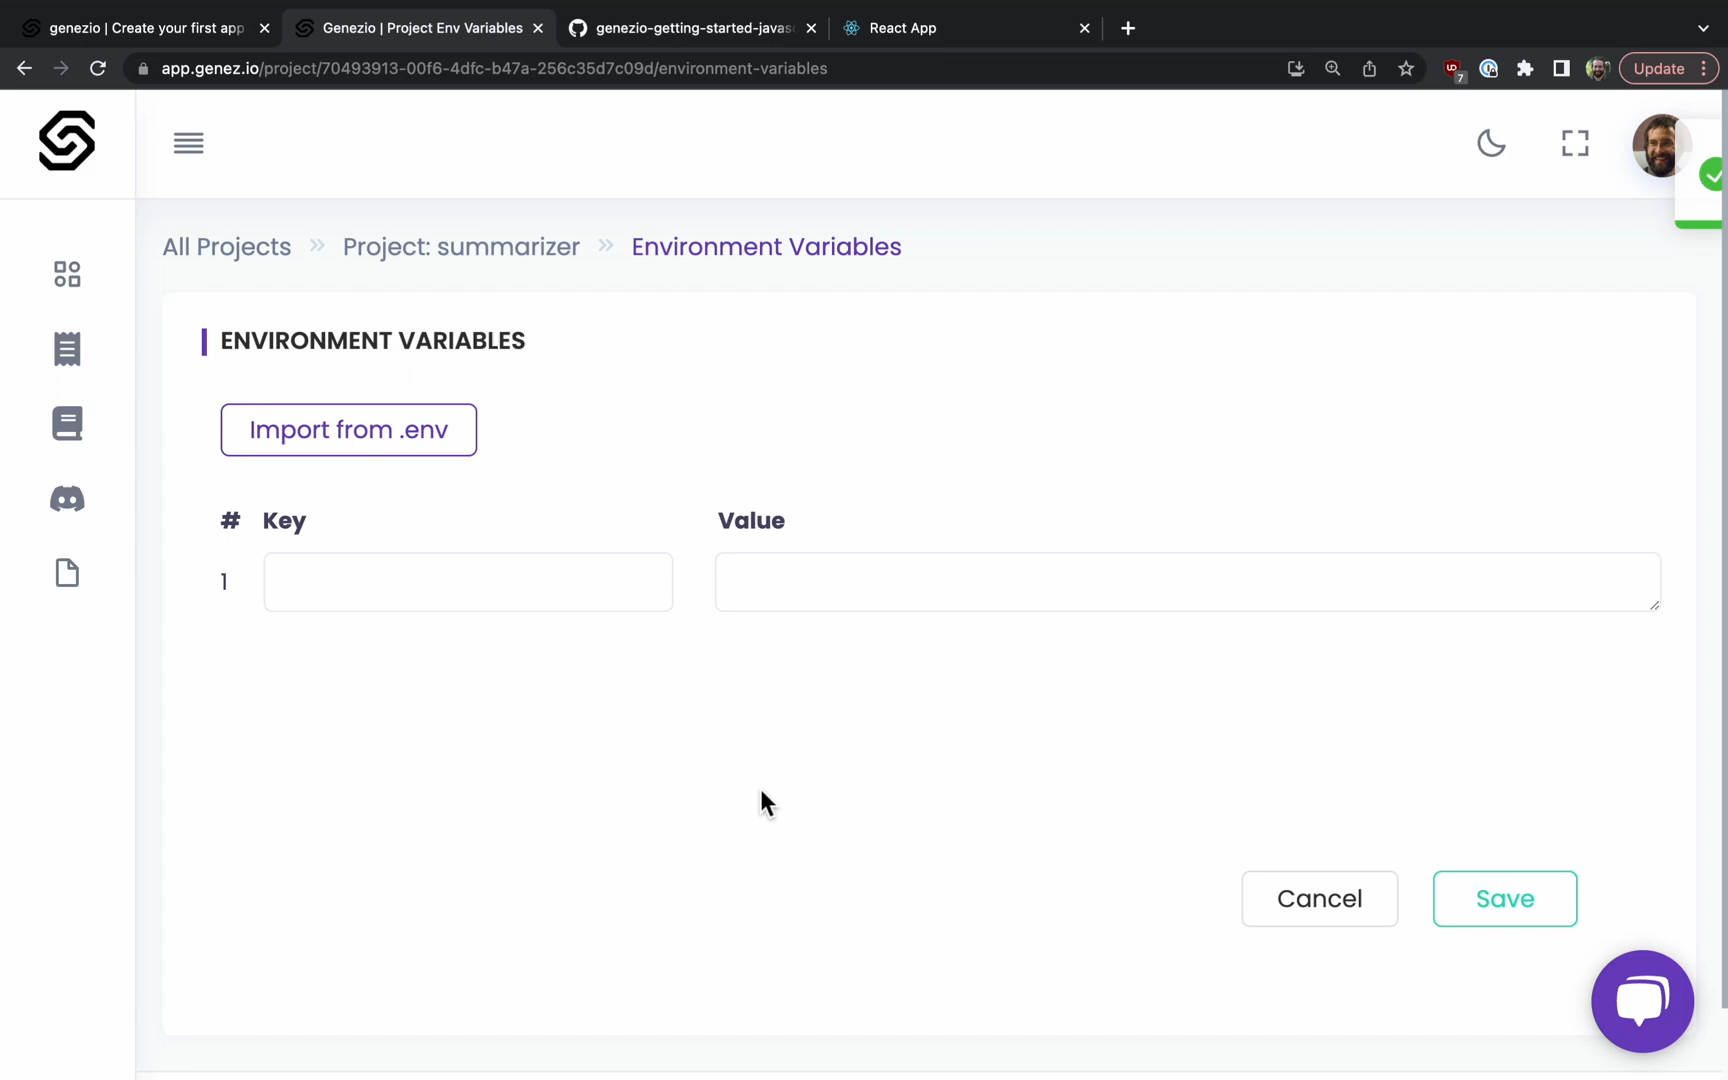 genezio | Create your first app
Genezio | Project Env Variables
genezio-getting-started-javas
React App
app.genez.io/project/70493913-00f6-4dfc-b47a-256c35d7c09d/environment-variables
7
Update
All Projects » Project: summarizer » Environment Variables
ENVIRONMENT VARIABLES
Import from .env
# Key Value
1
Cancel Save